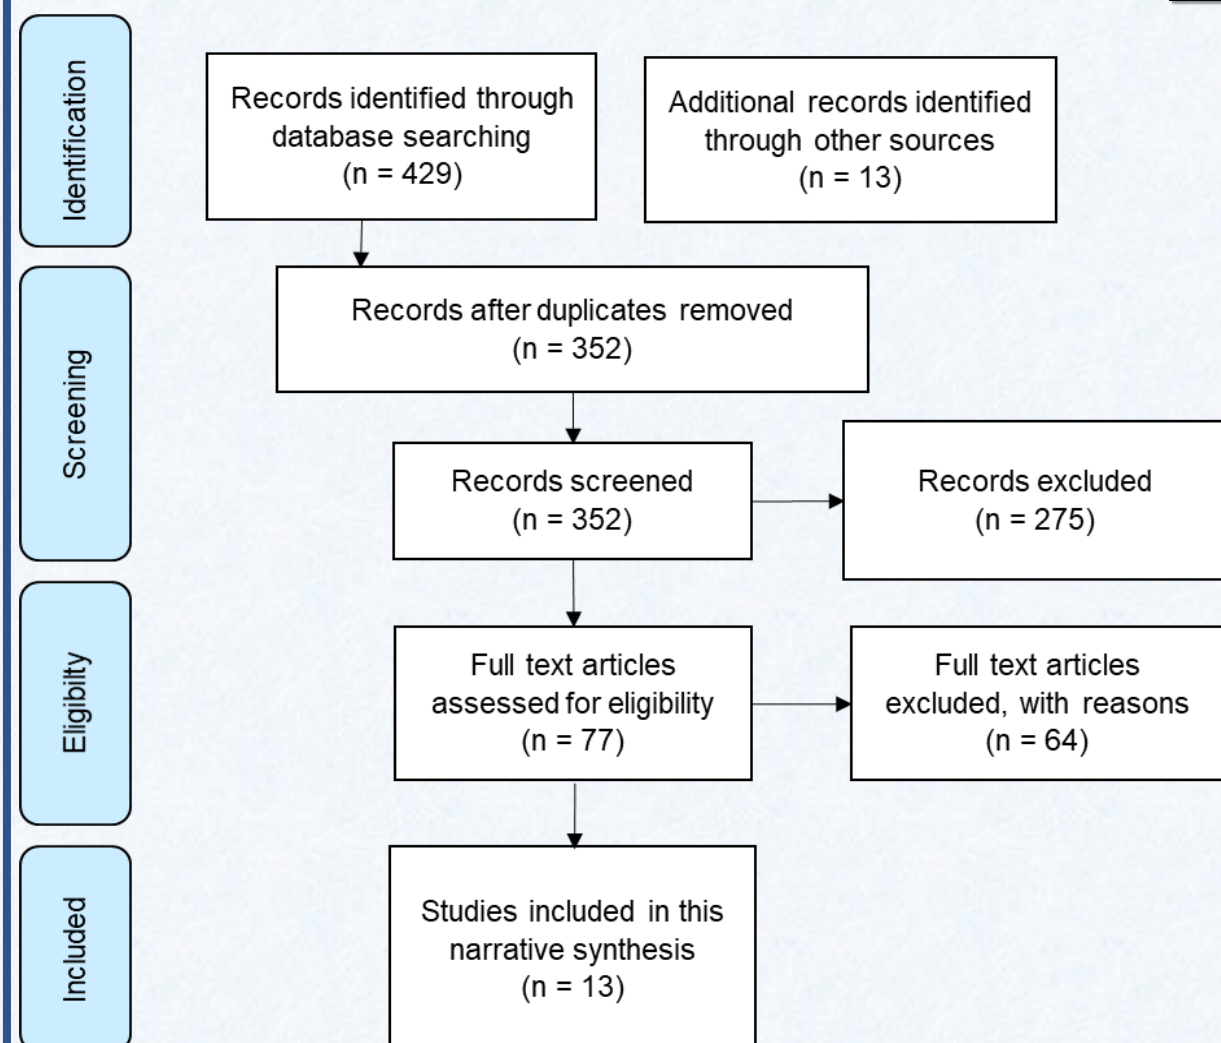 Identification
Records identified through
database searching
(n = 429)
Additional records identified
through other sources
(n = 13)
Screening
Records after duplicates removed
(n = 352)
Records screened
(n = 352)
Records excluded
(n = 275)
Eligibilty
Full text articles
assessed for eligibility
(n = 77)
Full text articles
excluded, with reasons
(n = 64)
Included
Studies included in this
narrative synthesis
(n = 13)